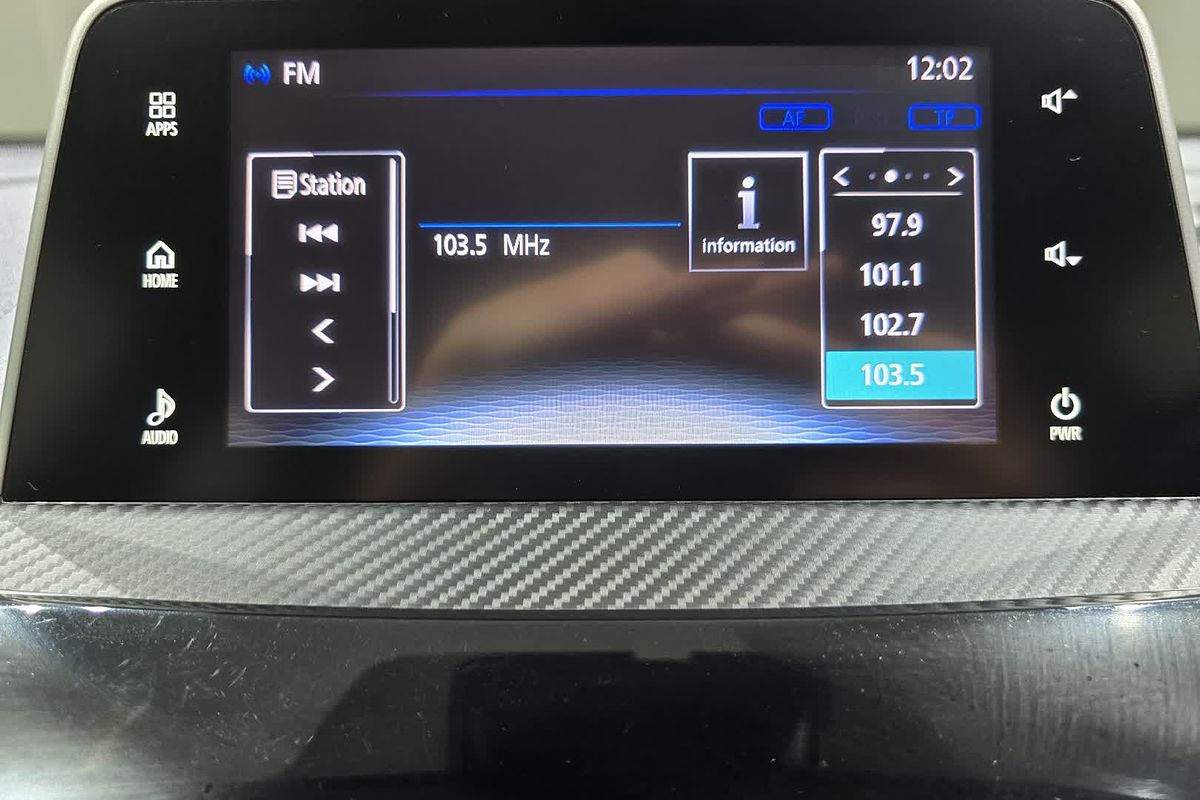 FM
12:02
APPS
AF
TP
Station
HOME
103.5 MHz
information
97.9
101.1
102.7
103.5
AUDIO
PWR